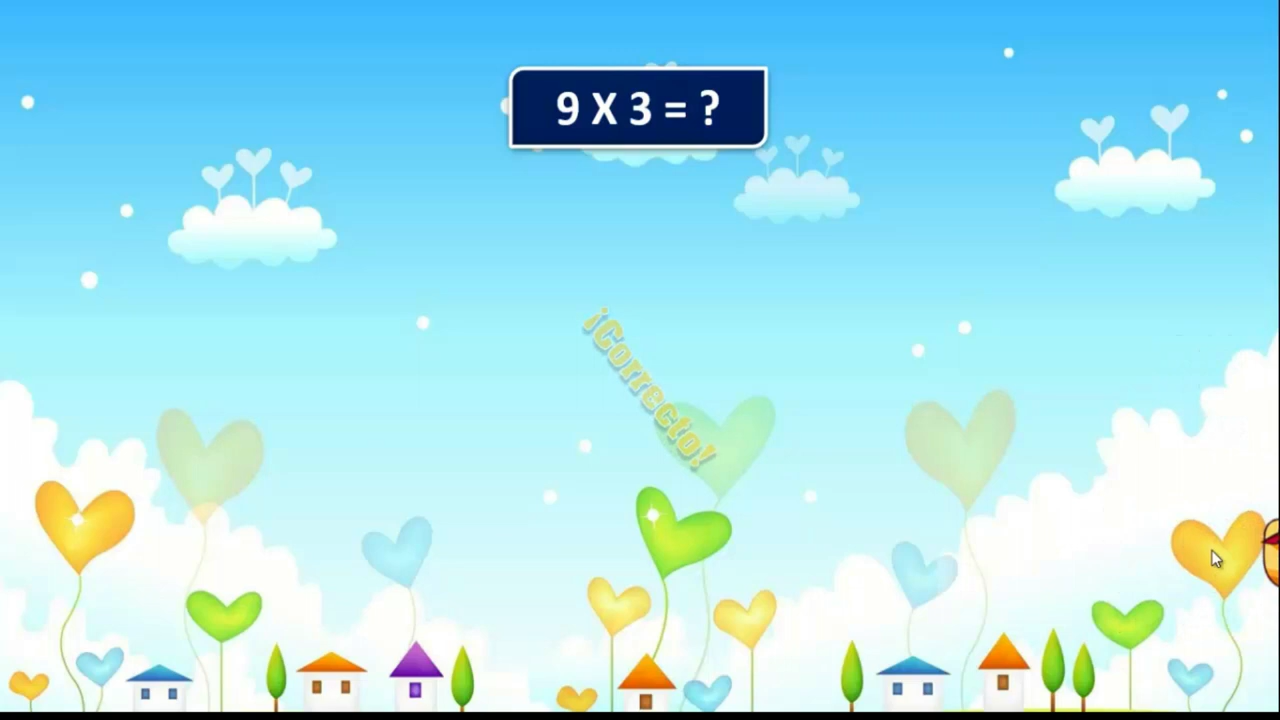 9 X 3 = ?
¡Correcto!